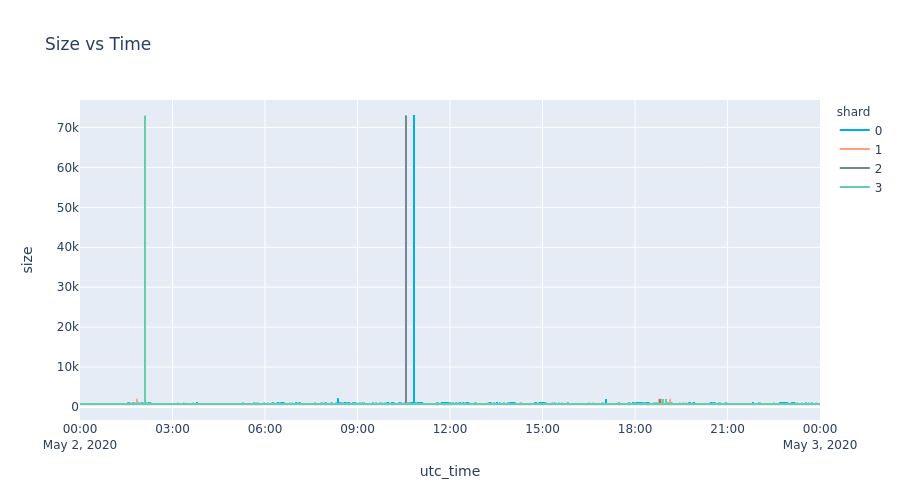 Size vs Time
shard
0
1
2
3
70k
60k
50k
40k
30k
20k
10k
0
size
00:00
May 2, 2020
03:00
06:00
09:00
12:00
15:00
18:00
21:00
00:00
May 3, 2020
utc_time